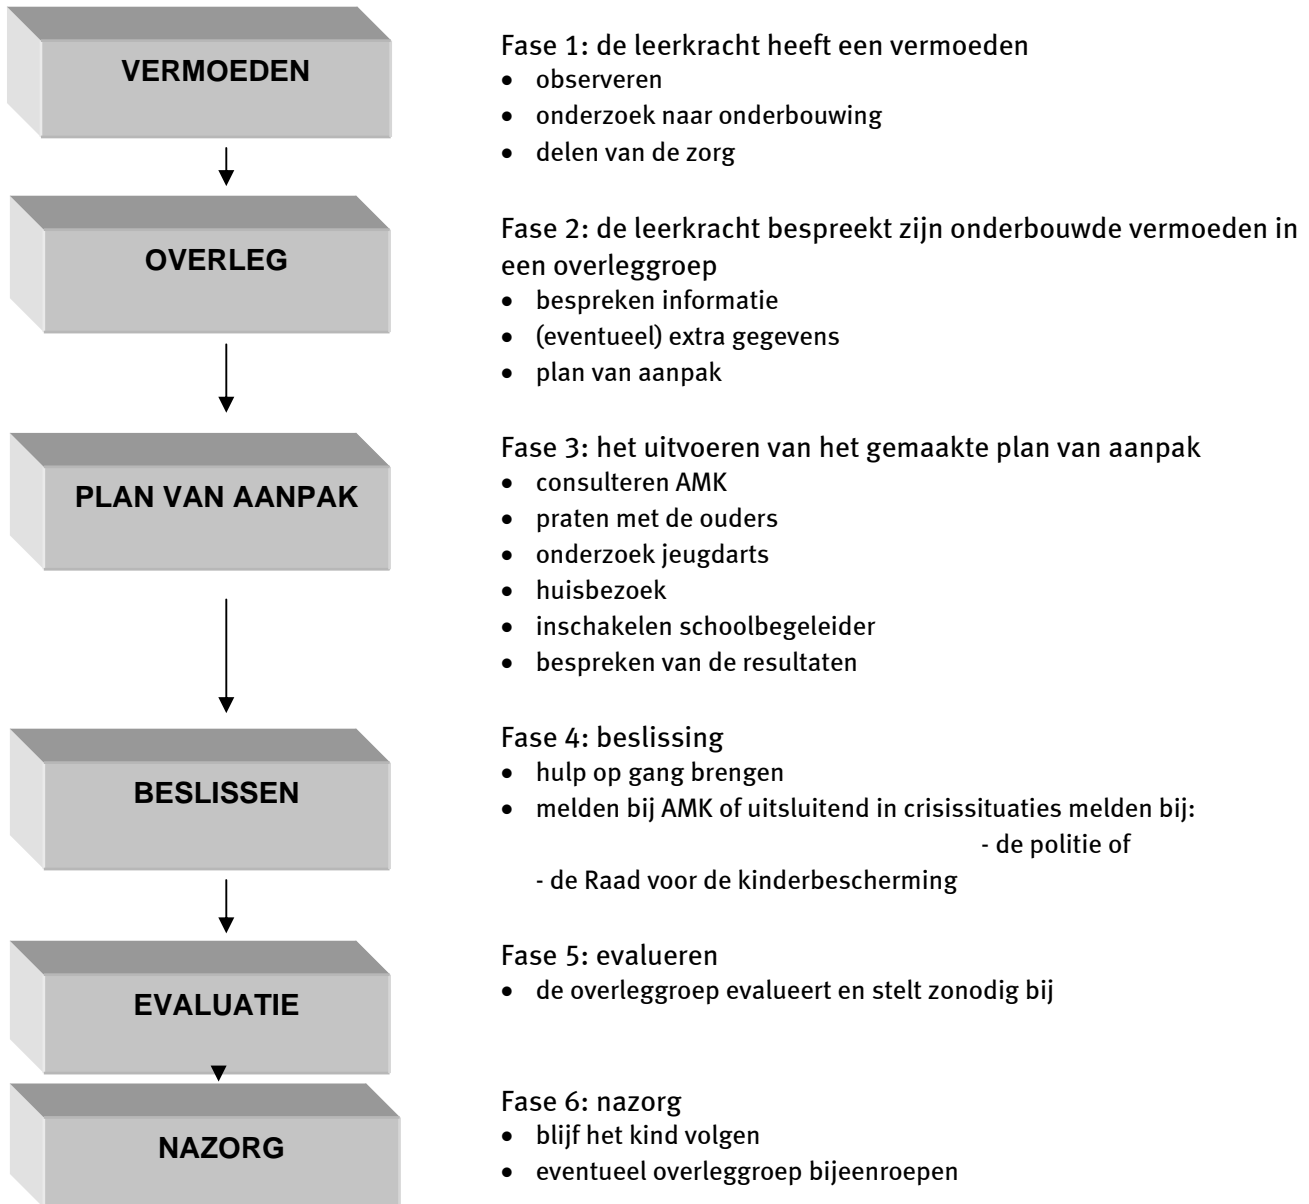 VERMOEDEN
Fase 1: de leerkracht heeft een vermoeden
• observeren
• onderzoek naar onderbouwing
• delen van de zorg
OVERLEG
Fase 2: de leerkracht bespreekt zijn onderbouwde vermoeden in
een overleggroep
• bespreken informatie
• (eventueel) extra gegevens
• plan van aanpak
PLAN VAN AANPAK
Fase 3: het uitvoeren van het gemaakte plan van aanpak
• consulteren AMK
• praten met de ouders
• onderzoek jeugdarts
• huisbezoek
• inschakelen schoolbegeleider
• bespreken van de resultaten
BESLISSEN
Fase 4: beslissing
• hulp op gang brengen
• melden bij AMK of uitsluitend in crisissituaties melden bij:
- de politie of
- de Raad voor de kinderbescherming
EVALUATIE
Fase 5: evalueren
• de overleggroep evalueert en stelt zonodig bij
NAZORG
Fase 6: nazorg
• blijf het kind volgen
• eventueel overleggroep bijeenroepen